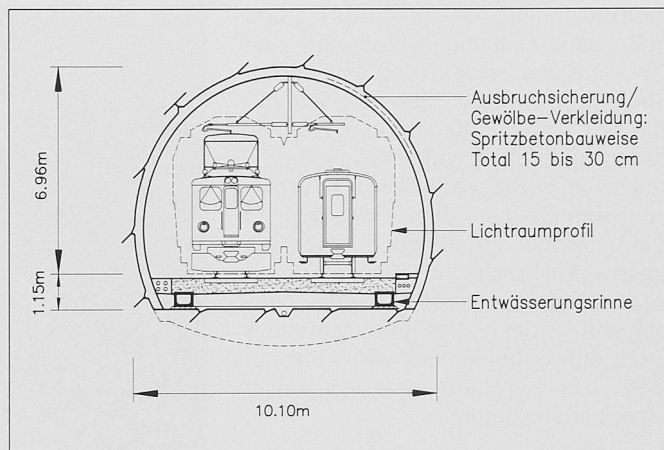 Ausbruchsicherung/
Gewölbe-Verkleidung:
Spritzbetonbauweise
Total 15 bis 30 cm
6.96m
Lichtraumprofil
1.15m
Entwässerungsrinne
10.10m